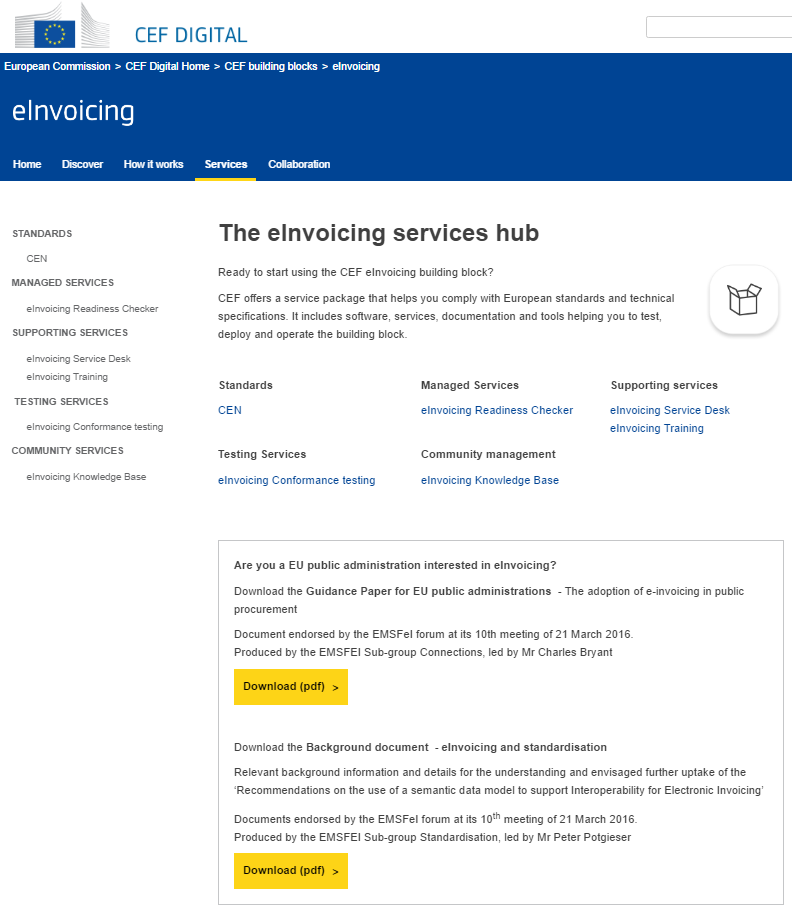 CEF DIGITAL
European Commission > CEF Digital Home > CEF building blocks > eInvoicing
eInvoicing
Home Discover How it works Services Collaboration
STANDARDS
CEN
MANAGED SERVICES
eInvoicing Readiness Checker
SUPPORTING SERVICES
eInvoicing Service Desk
eInvoicing Training
TESTING SERVICES
eInvoicing Conformance testing
COMMUNITY SERVICES
eInvoicing Knowledge Base
The eInvoicing services hub
Ready to start using the CEF eInvoicing building block?
CEF offers a service package that helps you comply with European standards and technical
specifications. It includes software, services, documentation and tools helping you to test,
deploy and operate the building block.
Standards Managed Services Supporting services
CEN eInvoicing Readiness Checker eInvoicing Service Desk
eInvoicing Training
Testing Services Community management
eInvoicing Conformance testing eInvoicing Knowledge Base
Are you a EU public administration interested in eInvoicing?
Download the Guidance Paper for EU public administrations - The adoption of e-invoicing in public
procurement
Document endorsed by the EMSFeI forum at its 10th meeting of 21 March 2016.
Produced by the EMSFEI Sub-group Connections, led by Mr Charles Bryant
Download (pdf) >
Download the Background document - eInvoicing and standardisation
Relevant background information and details for the understanding and envisaged further uptake of the
‘Recommendations on the use of a semantic data model to support Interoperability for Electronic Invoicing’
Documents endorsed by the EMSFeI forum at its 10th meeting of 21 March 2016.
Produced by the EMSFEI Sub-group Standardisation, led by Mr Peter Potgieser
Download (pdf) >